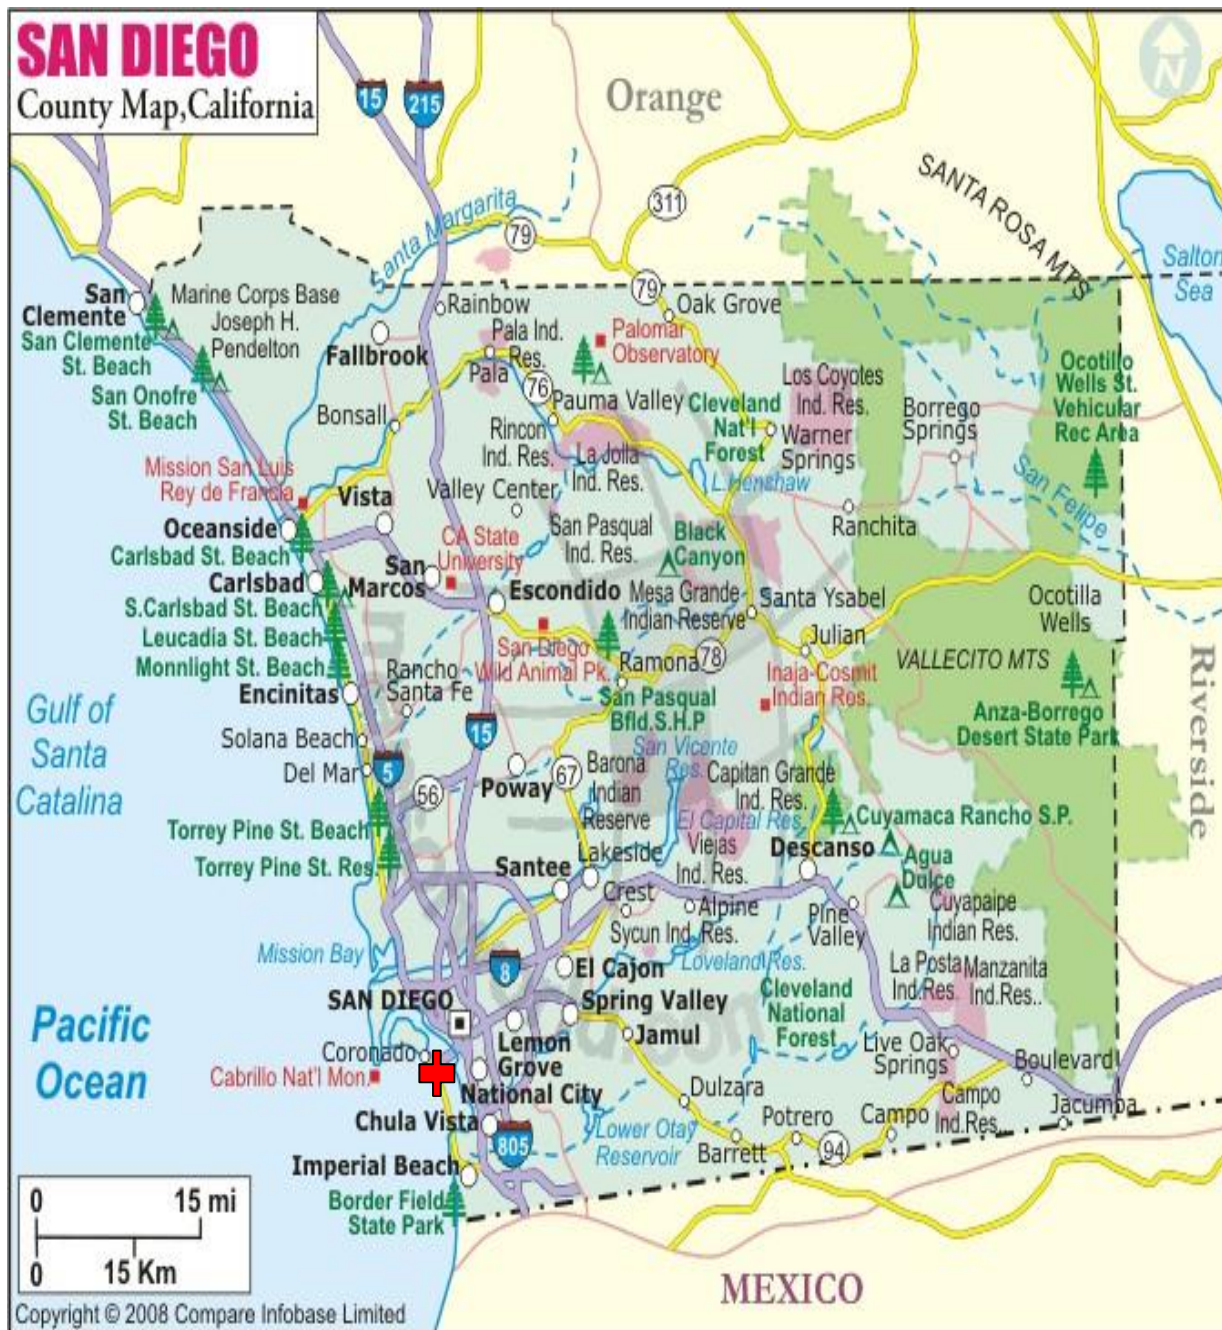 SAN DIEGO
County Map,California
N
15
215
Orange
SANTA ROSA MTS
311
Santa Margarita
79
Salton
Sea
79
San
Clemente
Marine Corps Base
Joseph H.
Pendelton
Rainbow
Oak Grove
San Clemente
St. Beach
Fallbrook
Pala Ind.
Res.
Pala
Palomar
Observatory
San Onofre
St. Beach
76
Pauma Valley
Los Coyotes
Ind. Res.
Ocotillo
Wells St.
Vehicular
Rec Area
Bonsall
Rincon
Ind. Res.
Cleveland
Nat'l
Forest
Warner
Springs
Borrego
Springs
La Jolla
Ind. Res.
Mission San Luis
Rey de Francia
Vista
Valley Center
L.Henshaw
San Felipe
Oceanside
CA State
University
San Pasqual
Ind. Res.
Black
Canyon
Ranchita
Carlsbad St. Beach
Carlsbad
San
Marcos
Escondido
Mesa Grande
Indian Reserve
Santa Ysabel
Ocotilla
Wells
S.Carlsbad St. Beach
Leucadia St. Beach
Monnlight St. Beach
San Diego
Wild Animal Pk.
Ramona
78
Julian
VALLECITO MTS
Inaja-Cosmit
Indian Res.
Riverside
Encinitas
Rancho
Santa Fe
San Pasqual
Bfld.S.H.P
Anza-Borrego
Desert State Park
Gulf of
Santa
Catalina
Solana Beach
Del Mar
15
San Vicente
Res.
5
56
Poway
67
Barona
Indian
Reserve
Capitan Grande
Ind. Res.
El Capital Res.
Cuyamaca Rancho S.P.
Torrey Pine St. Beach
Torrey Pine St. Res.
Santee
Lakeside
Viejas
Ind. Res.
Descanso
Agua
Dulce
Crest
Alpine
Pine
Valley
Cuyapaipe
Indian Res.
Sycun Ind. Res.
Mission Bay
8
El Cajon
Loveland Res.
La Posta
Ind.Res.
Manzanita
Ind.Res..
Pacific
Ocean
SAN DIEGO
Spring Valley
Cleveland
National
Forest
Jamul
Coronado
Lemon
Grove
Live Oak
Springs
Boulevard
Cabrillo Nat'l Mon.
National City
Dulzara
Campo
Ind.Res..
Chula Vista
805
Lower Otay
Reservoir
Potrero
Campo
Jacumba
Barrett
94
Imperial Beach
Border Field
State Park
0
15 mi
0
15 Km
MEXICO
Copyright © 2008 Compare Infobase Limited